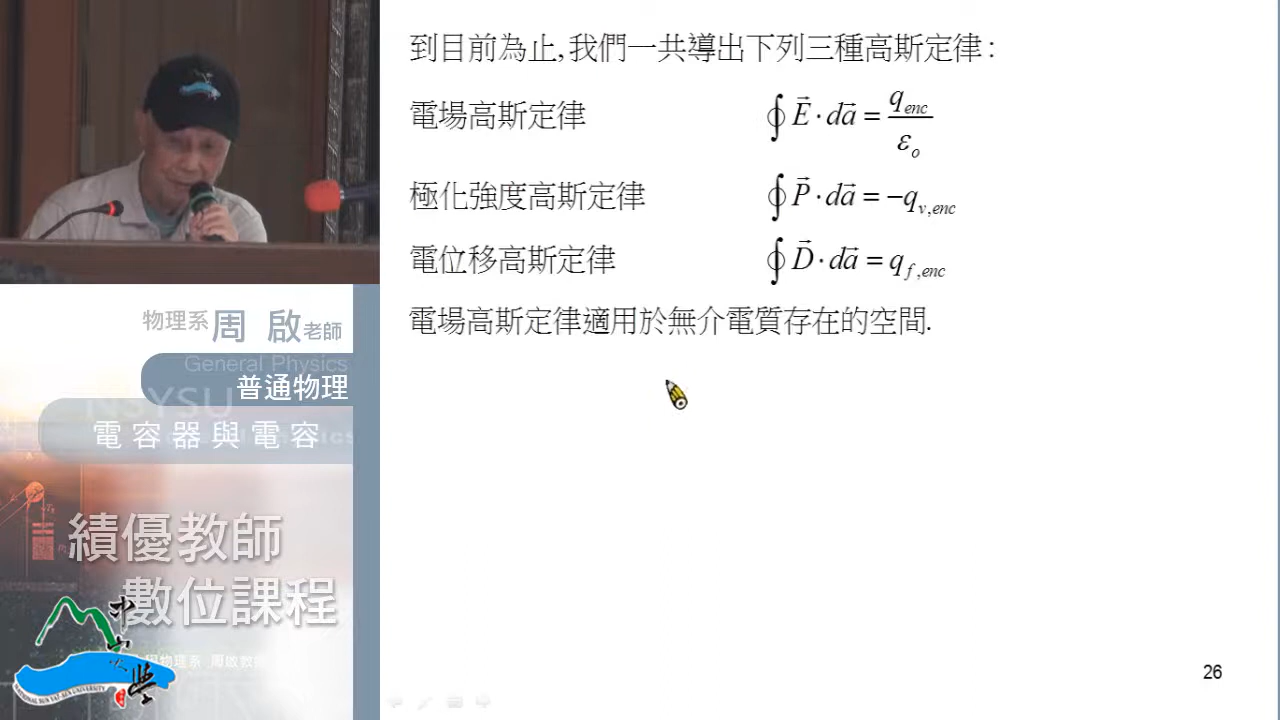 到目前為止, 我們一共導出下列三種高斯定律 :
電場高斯定律 ∮ E⃗ · da⃗ = q_enc / ε_o
極化強度高斯定律 ∮ P⃗ · da⃗ = −q_v,enc
電位移高斯定律 ∮ D⃗ · da⃗ = q_f,enc
電場高斯定律適用於無介電質存在的空間.
26
物理系 周 啟 老師
General Physics
普通物理
電容器與電容
績優教師
數位課程
NATIONAL SUN YAT-SEN UNIVERSITY